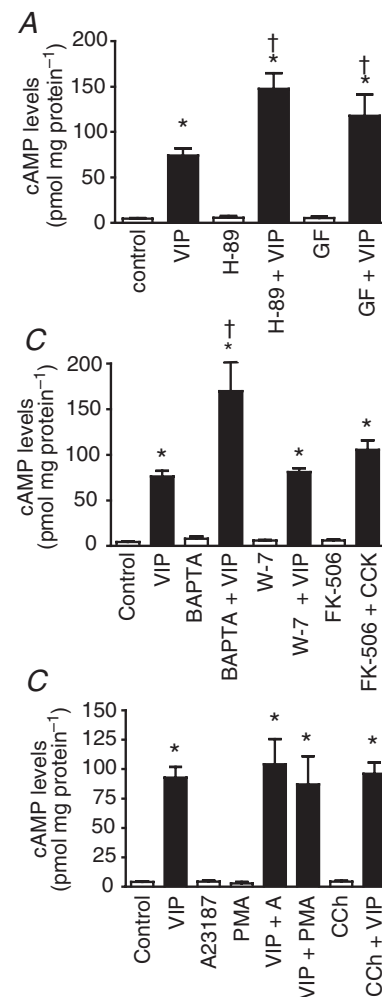 A
cAMP levels
(pmol mg protein⁻¹)
200
150
100
50
0
*
†
*
†
*
control
VIP
H-89
H-89 + VIP
GF
GF + VIP
C
cAMP levels
(pmol mg protein⁻¹)
200
150
100
50
0
*
†
*
*
*
Control
VIP
BAPTA
BAPTA + VIP
W-7
W-7 + VIP
FK-506
FK-506 + CCK
C
cAMP levels
(pmol mg protein⁻¹)
150
125
100
75
50
25
0
*
*
*
*
Control
VIP
A23187
PMA
VIP + A
VIP + PMA
CCh
CCh + VIP